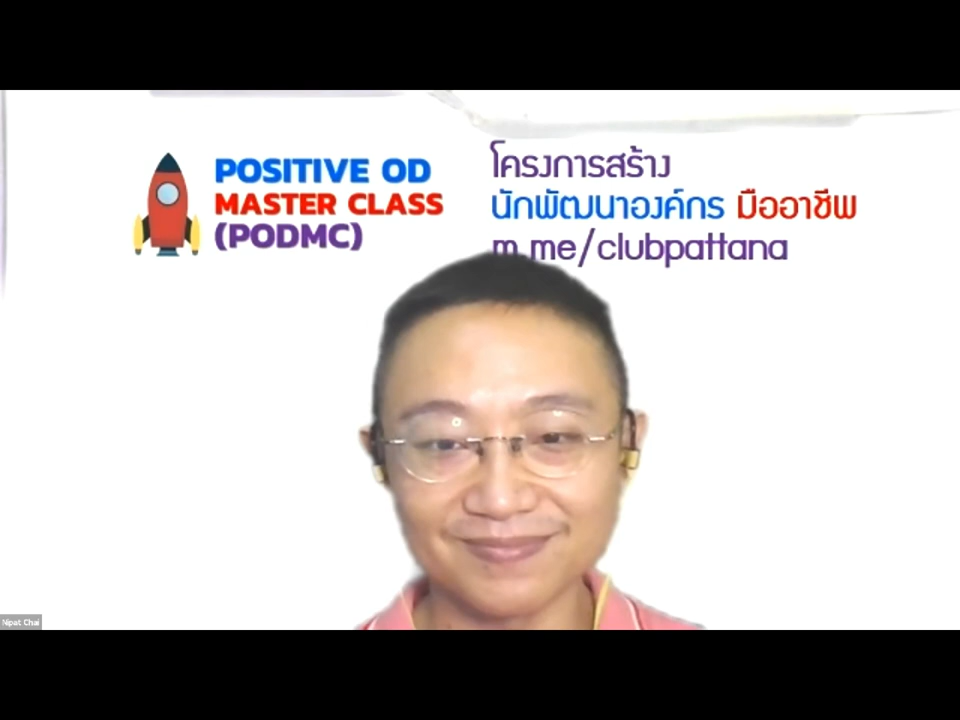 POSITIVE OD
MASTER CLASS
(PODMC)
โครงการสร้าง
นักพัฒนาองค์กร มืออาชีพ
m.me/clubpattana
Nipat Chai